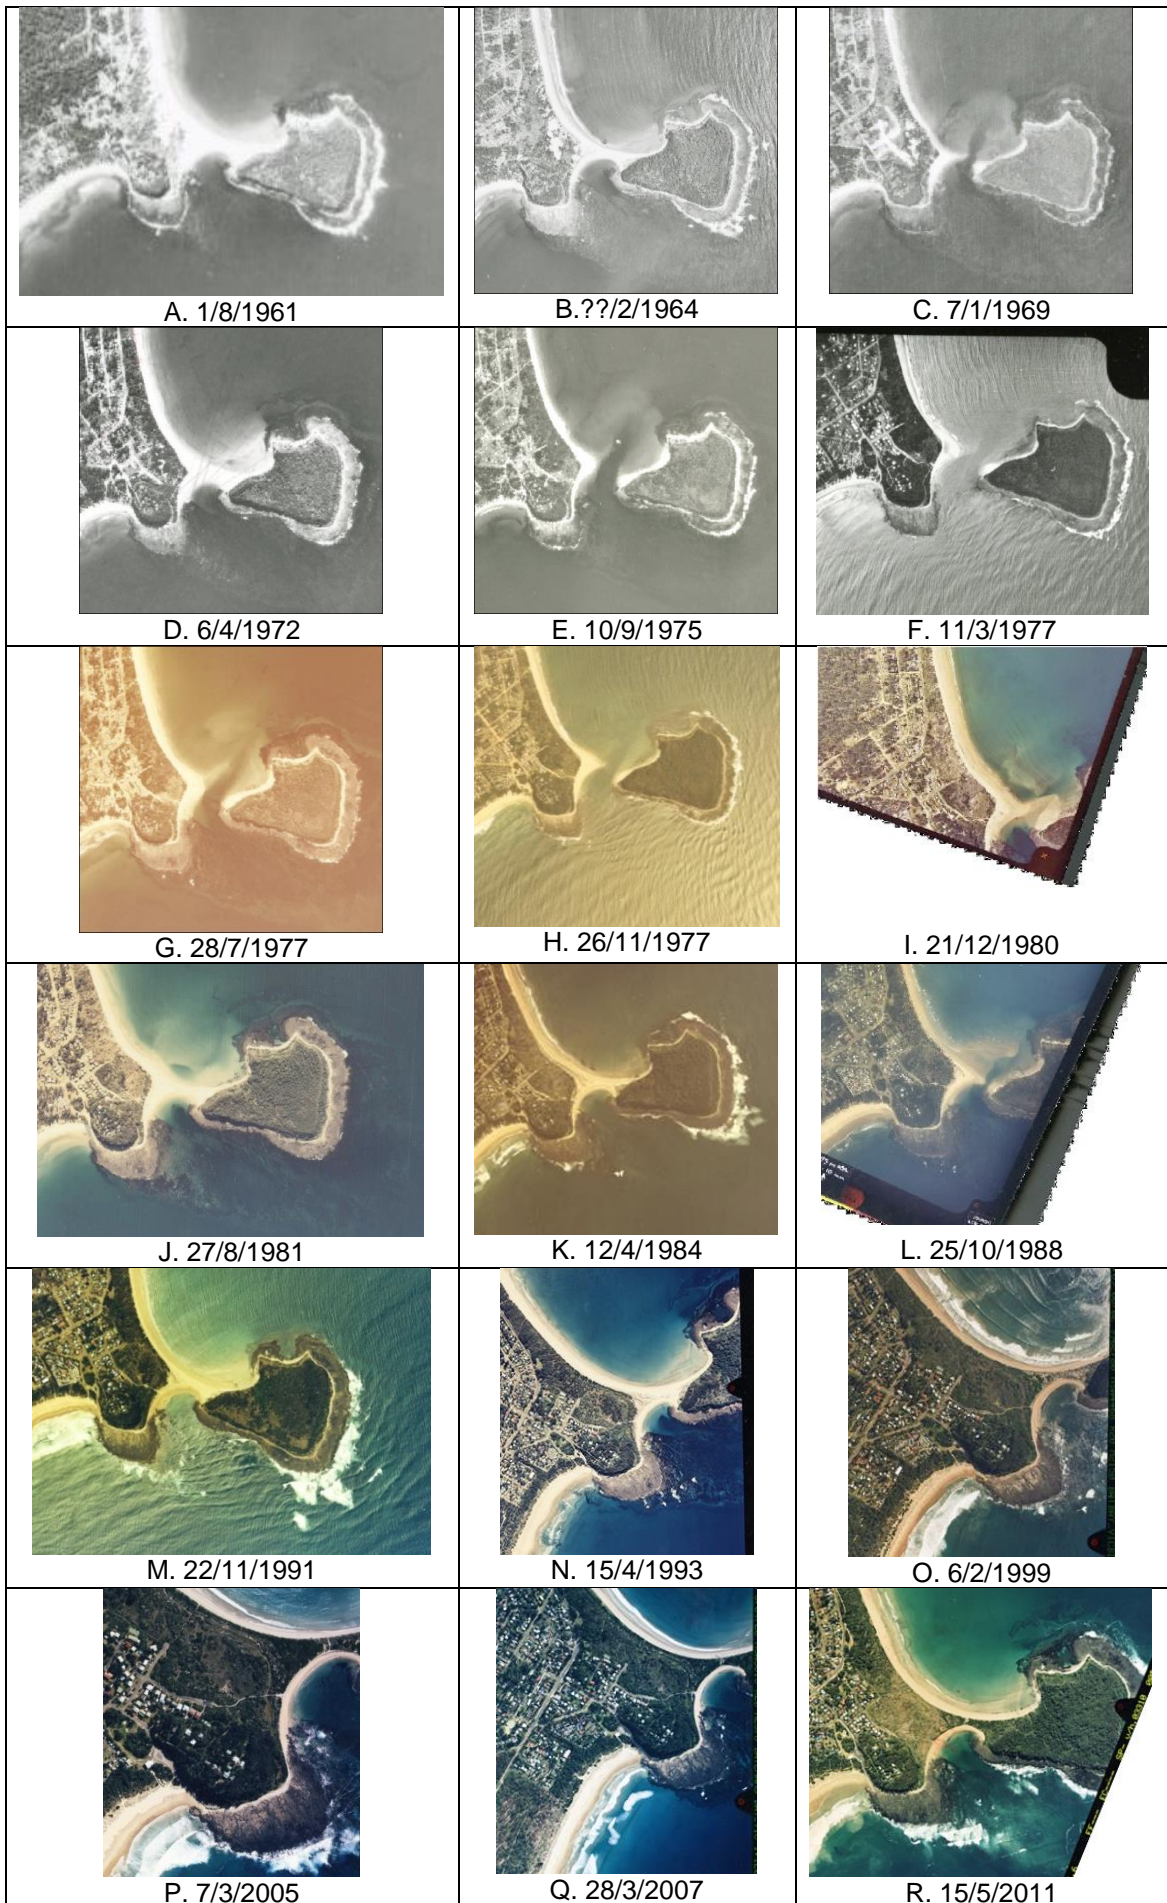 A. 1/8/1961
B.??/2/1964
C. 7/1/1969
D. 6/4/1972
E. 10/9/1975
F. 11/3/1977
G. 28/7/1977
H. 26/11/1977
I. 21/12/1980
J. 27/8/1981
K. 12/4/1984
L. 25/10/1988
M. 22/11/1991
N. 15/4/1993
O. 6/2/1999
P. 7/3/2005
Q. 28/3/2007
R. 15/5/2011